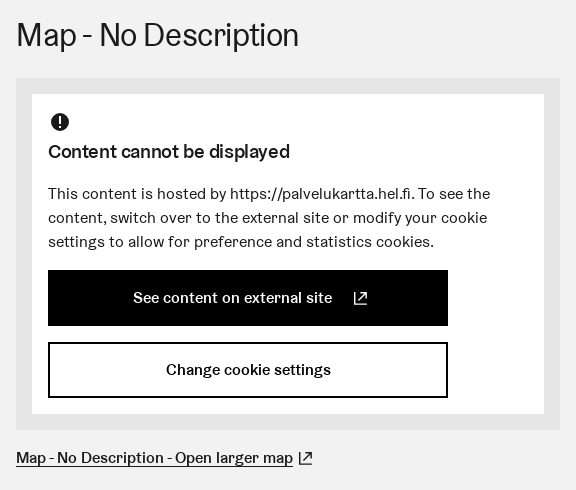 Map - No Description
Content cannot be displayed
This content is hosted by https://palvelukartta.hel.fi. To see the
content, switch over to the external site or modify your cookie
settings to allow for preference and statistics cookies.
See content on external site
Change cookie settings
Map - No Description - Open larger map